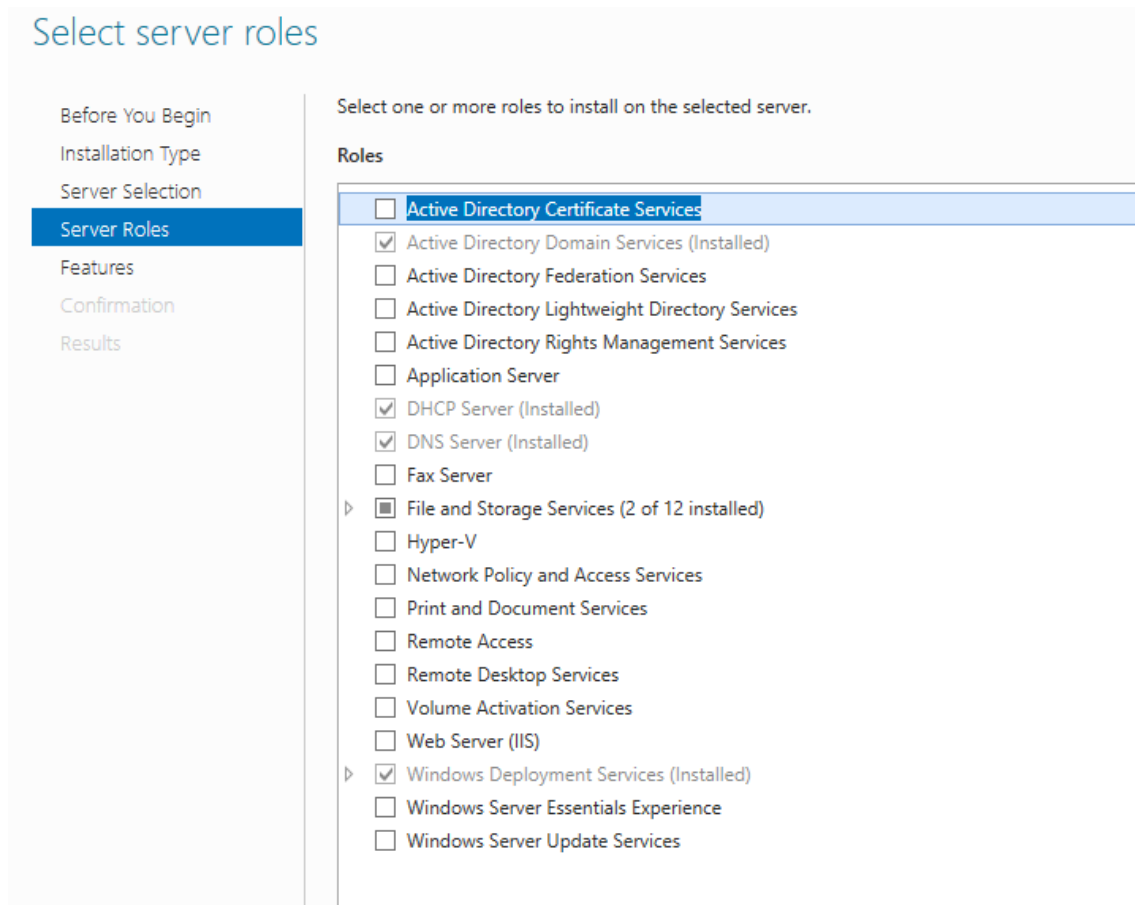 Select server roles
Before You Begin
Installation Type
Server Selection
Server Roles
Features
Confirmation
Results
Select one or more roles to install on the selected server.
Roles
Active Directory Certificate Services
Active Directory Domain Services (Installed)
Active Directory Federation Services
Active Directory Lightweight Directory Services
Active Directory Rights Management Services
Application Server
DHCP Server (Installed)
DNS Server (Installed)
Fax Server
File and Storage Services (2 of 12 installed)
Hyper-V
Network Policy and Access Services
Print and Document Services
Remote Access
Remote Desktop Services
Volume Activation Services
Web Server (IIS)
Windows Deployment Services (Installed)
Windows Server Essentials Experience
Windows Server Update Services